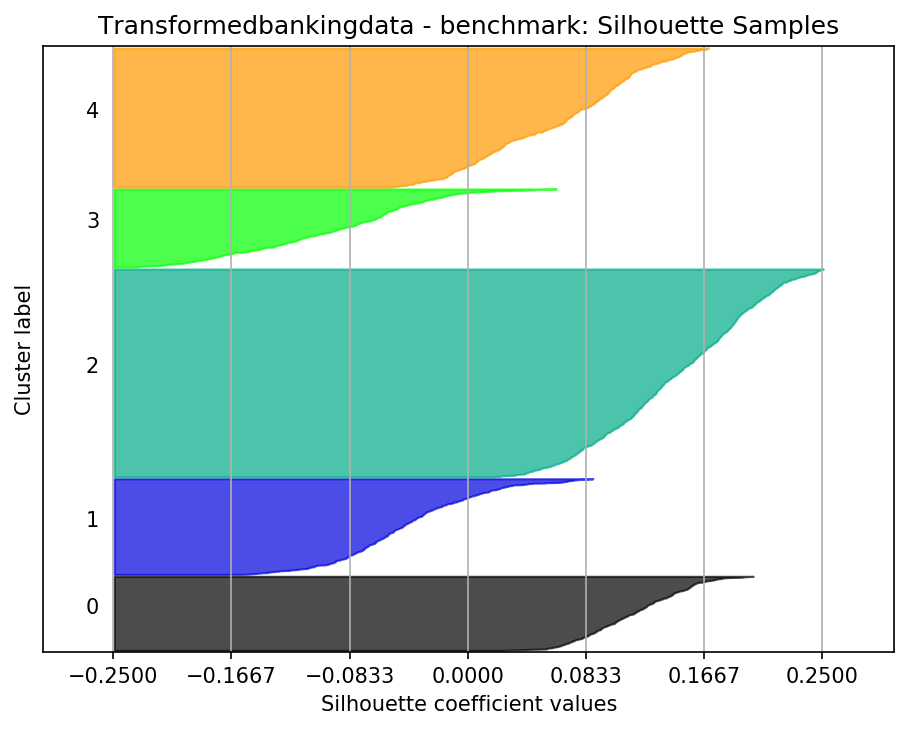 Transformedbankingdata - benchmark: Silhouette Samples
4
3
2
1
0
Cluster label
−0.2500 −0.1667 −0.0833 0.0000 0.0833 0.1667 0.2500
Silhouette coefficient values